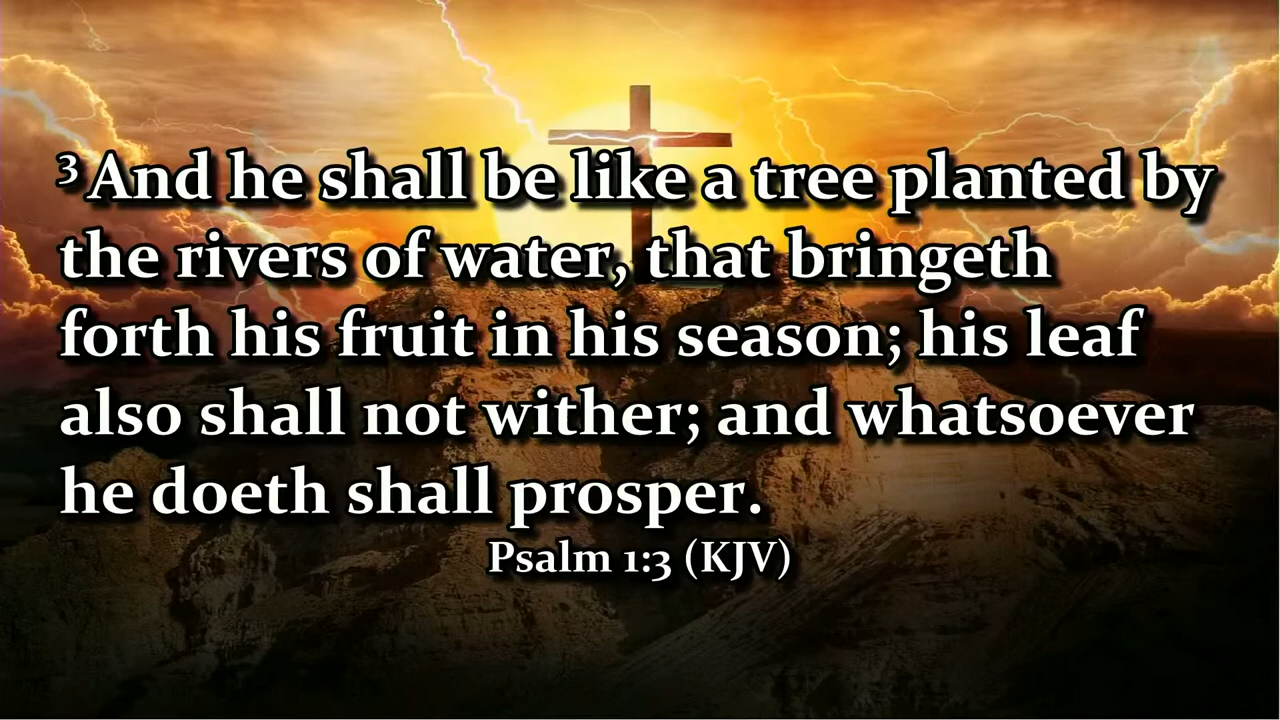 ³ And he shall be like a tree planted by
the rivers of water, that bringeth
forth his fruit in his season; his leaf
also shall not wither; and whatsoever
he doeth shall prosper.
Psalm 1:3 (KJV)